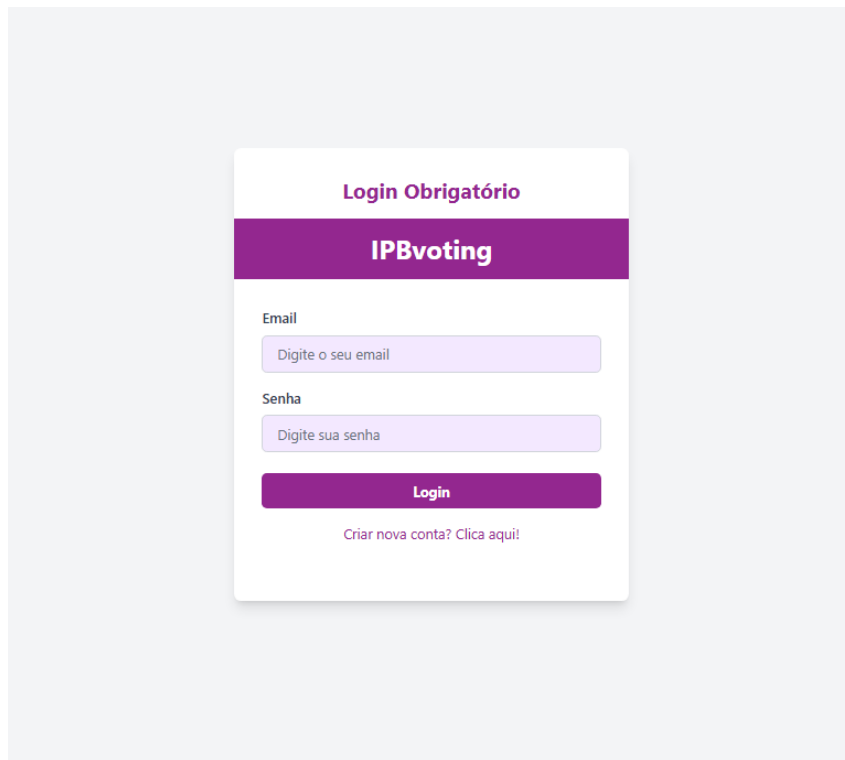 Login Obrigatório
IPBvoting
Email
Digite o seu email
Senha
Digite sua senha
Login
Criar nova conta? Clica aqui!